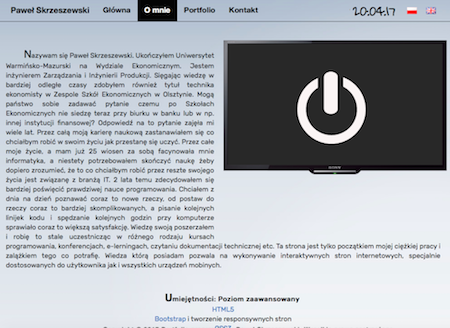 Paweł Skrzeszewski Główna O mnie Portfolio Kontakt 20:04:17
Nazywam się Paweł Skrzeszewski. Ukończyłem Uniwersytet
Warmińsko-Mazurski na Wydziale Ekonomicznym. Jestem
inżynierem Zarządzania i Inżynierii Produkcji. Sięgając wiedzę w
bardziej odległe czasy zdobyłem również tytuł technika
ekonomisty w Zespole Szkół Ekonomicznych w Olsztynie. Mogą
państwo sobie zadawać pytanie czemu po Szkołach
Ekonomicznych nie siedzę teraz przy biurku w banku lub w np.
innej instytucji finansowej? Odpowiedź na to pytanie zajęła mi
wiele lat. Przez całą moją karierę naukową zastanawiałem się co
chciałbym robić w swoim życiu jak przestanę się uczyć. Przez całe
moje życie, a mam już 25 wiosen za sobą facynowała mnie
informatyka, a niestety potrzebowałem skończyć naukę żeby
dopiero zrozumieć, że to co chciałbym robić przez reszte swojego
życia jest związanę z branżą IT. 2 lata temu zdecydowałem się
bardziej poświęcić prawdziwej nauce programowania. Chciałem z
dnia na dzień poznawać coraz to nowe rzeczy, od postaw do
rzeczy coraz to bardziej skomplikowanych, a pisanie kolejnych
linijek kodu i spędzanie kolejnych godzin przy komputerze
sprawiało coraz to większą satysfakcję. Wiedzę swoją poszerzałem
i robię to stale uczestnicząc w różnego rodzaju kursach
programowania, konferencjach, e-lerningach, czytaniu dokumentacji technicznej etc. Ta strona jest tylko początkiem mojej ciężkiej pracy i
zalążkiem tego co potrafię. Wiedza którą posiadam pozwala na wykonywanie interaktywnych stron internetowych, specjalnie
dostosowanych do użytkownika jak i wszystkich urządzeń mobinych.
SONY
Umiejętności: Poziom zaawansowany
HTML5
Bootstrap i tworzenie responsywnych stron